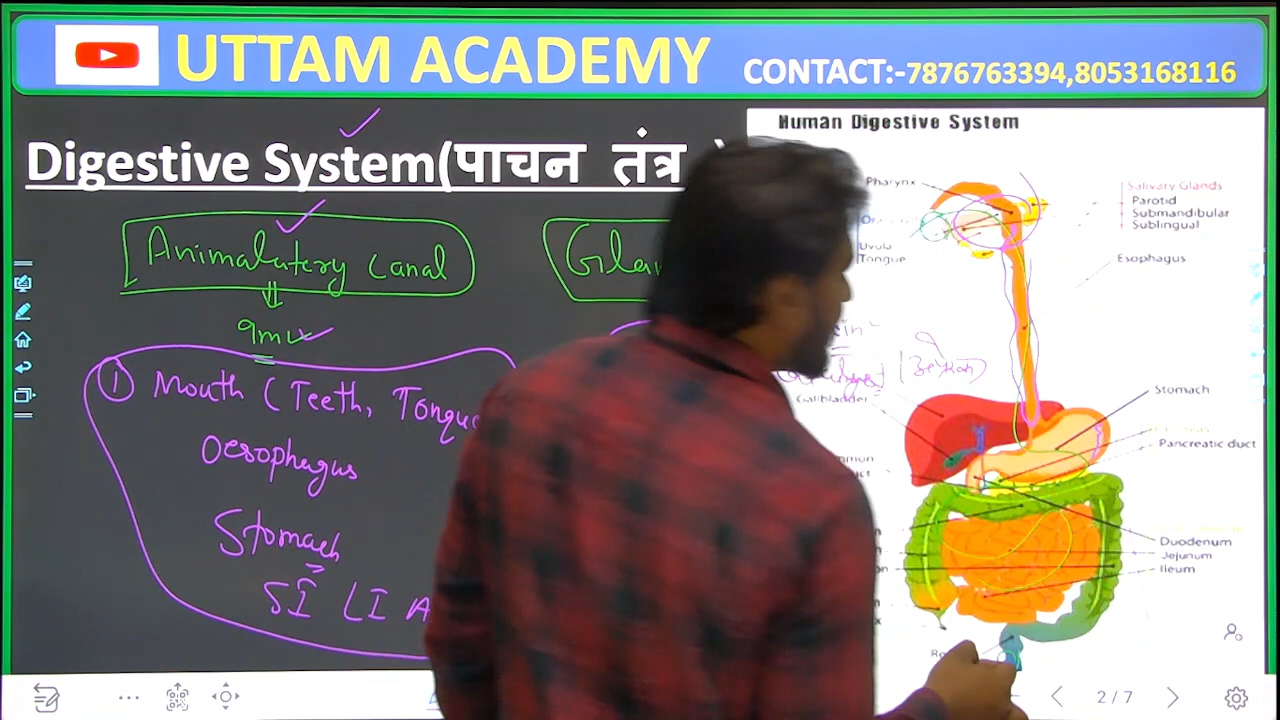 UTTAM ACADEMY
CONTACT:-7876763394,8053168116
Digestive System(पाचन तंत्र
Animalatary Canal
9m
① Mouth (Teeth, Tongue
Oesophagus
Stomach
SI LI A
Human Digestive System
Pharynx
Uvula
Tongue
Salivary Glands
Parotid
Submandibular
Sublingual
Esophagus
Gallbladder
Stomach
Pancreatic duct
Duodenum
Jejunum
Ileum
2/7